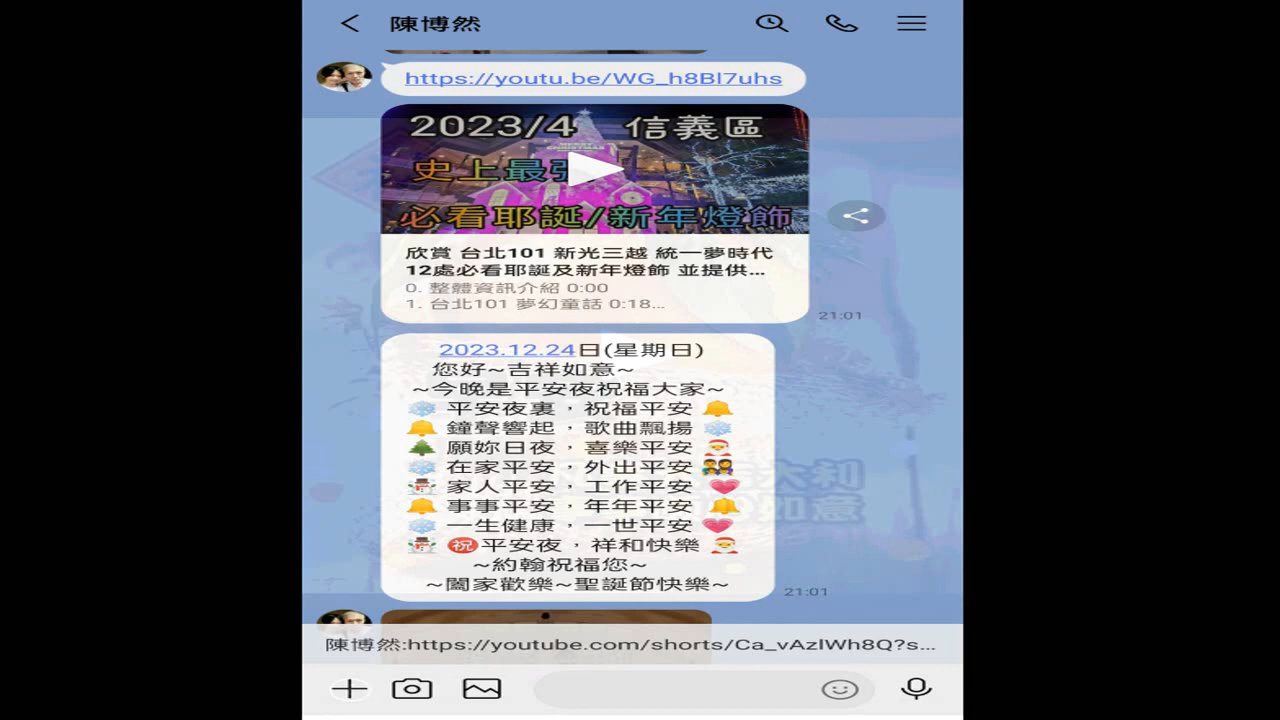 陳博然
https://youtu.be/WG_h8Bl7uhs
2023/4 信義區
史上最強
必看耶誕/新年燈飾
欣賞 台北101 新光三越 統一夢時代
12處必看耶誕及新年燈飾 並提供...
0. 整體資訊介紹 0:00
1. 台北101 夢幻童話 0:18...
21:01
2023.12.24日(星期日)
您好~吉祥如意~
~今晚是平安夜祝福大家~
❄️ 平安夜裏，祝福平安 🔔
🔔 鐘聲響起，歌曲飄揚 ❄️
🎄 願妳日夜，喜樂平安 🎅
❄️ 在家平安，外出平安 👩‍❤️‍👩
⛄ 家人平安，工作平安 💗
🔔 事事平安，年年平安 🔔
❄️ 一生健康，一世平安 💗
⛄ ㊗️平安夜，祥和快樂 🎅
~約翰祝福您~
~闔家歡樂~聖誕節快樂~
21:01
大利
如意
陳博然:https://youtube.com/shorts/Ca_vAzlWh8Q?s...